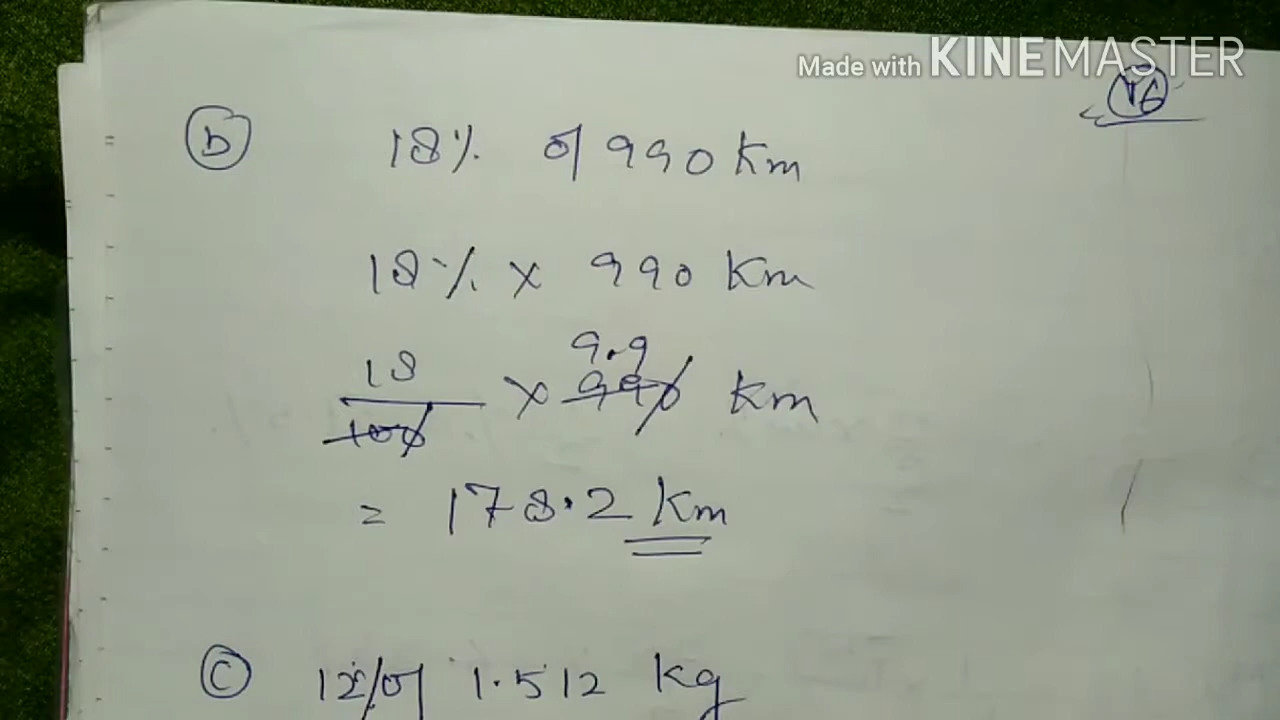 Made with KINEMASTER
b 18% of 990 Km
18% × 990 Km
9.9
18/100 × 990 Km
= 178.2 Km
c 12% of 1.512 kg